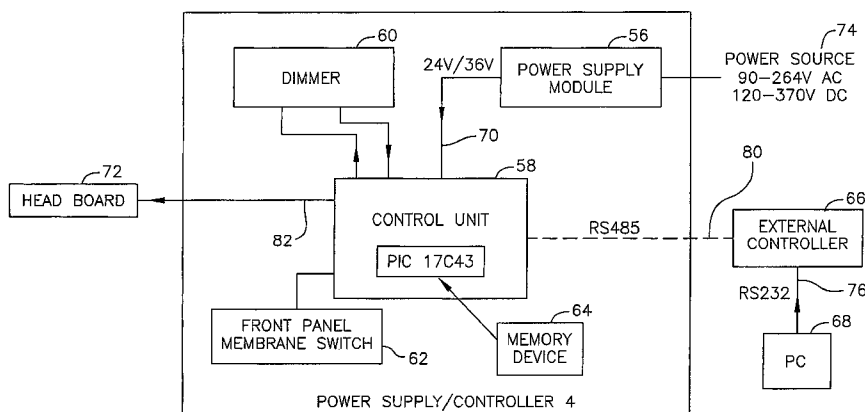 60
DIMMER
24V/36V
56
POWER SUPPLY
MODULE
74
POWER SOURCE
90-264V AC
120-370V DC
70
72
HEAD BOARD
82
58
CONTROL UNIT
PIC 17C43
RS485
80
66
EXTERNAL
CONTROLLER
RS232
76
68
PC
FRONT PANEL
MEMBRANE SWITCH
62
64
MEMORY
DEVICE
POWER SUPPLY/CONTROLLER 4